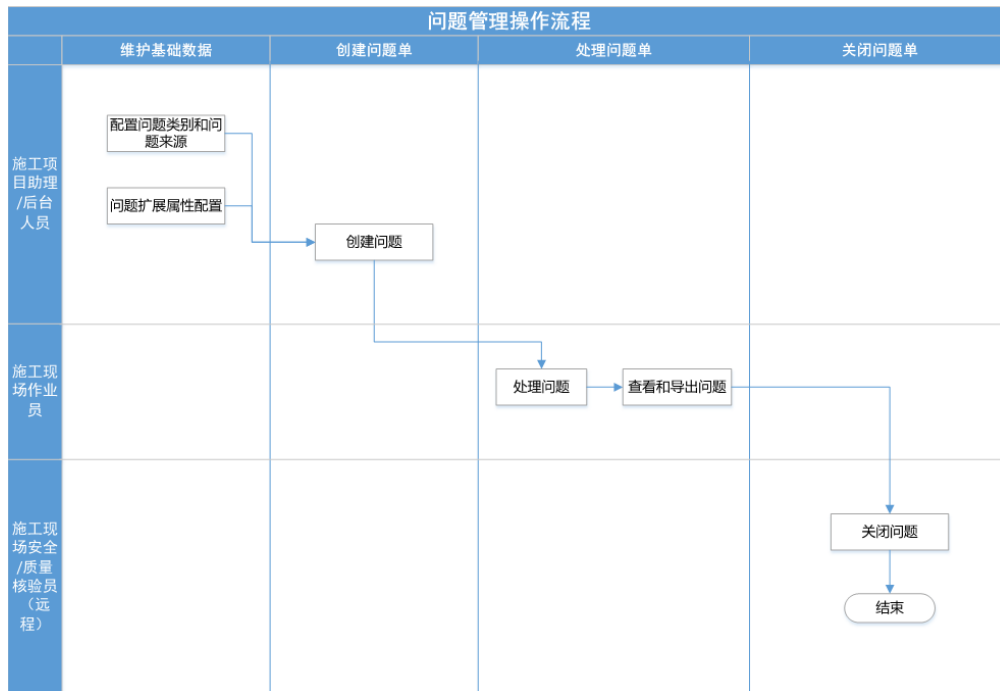 问题管理操作流程
维护基础数据
创建问题单
处理问题单
关闭问题单
施工项
目助理
/后台
人员
配置问题类别和问
题来源
问题扩展属性配置
创建问题
施工现
场作业
员
处理问题
查看和导出问题
施工现
场安全
/质量
核验员
（远
程）
关闭问题
结束